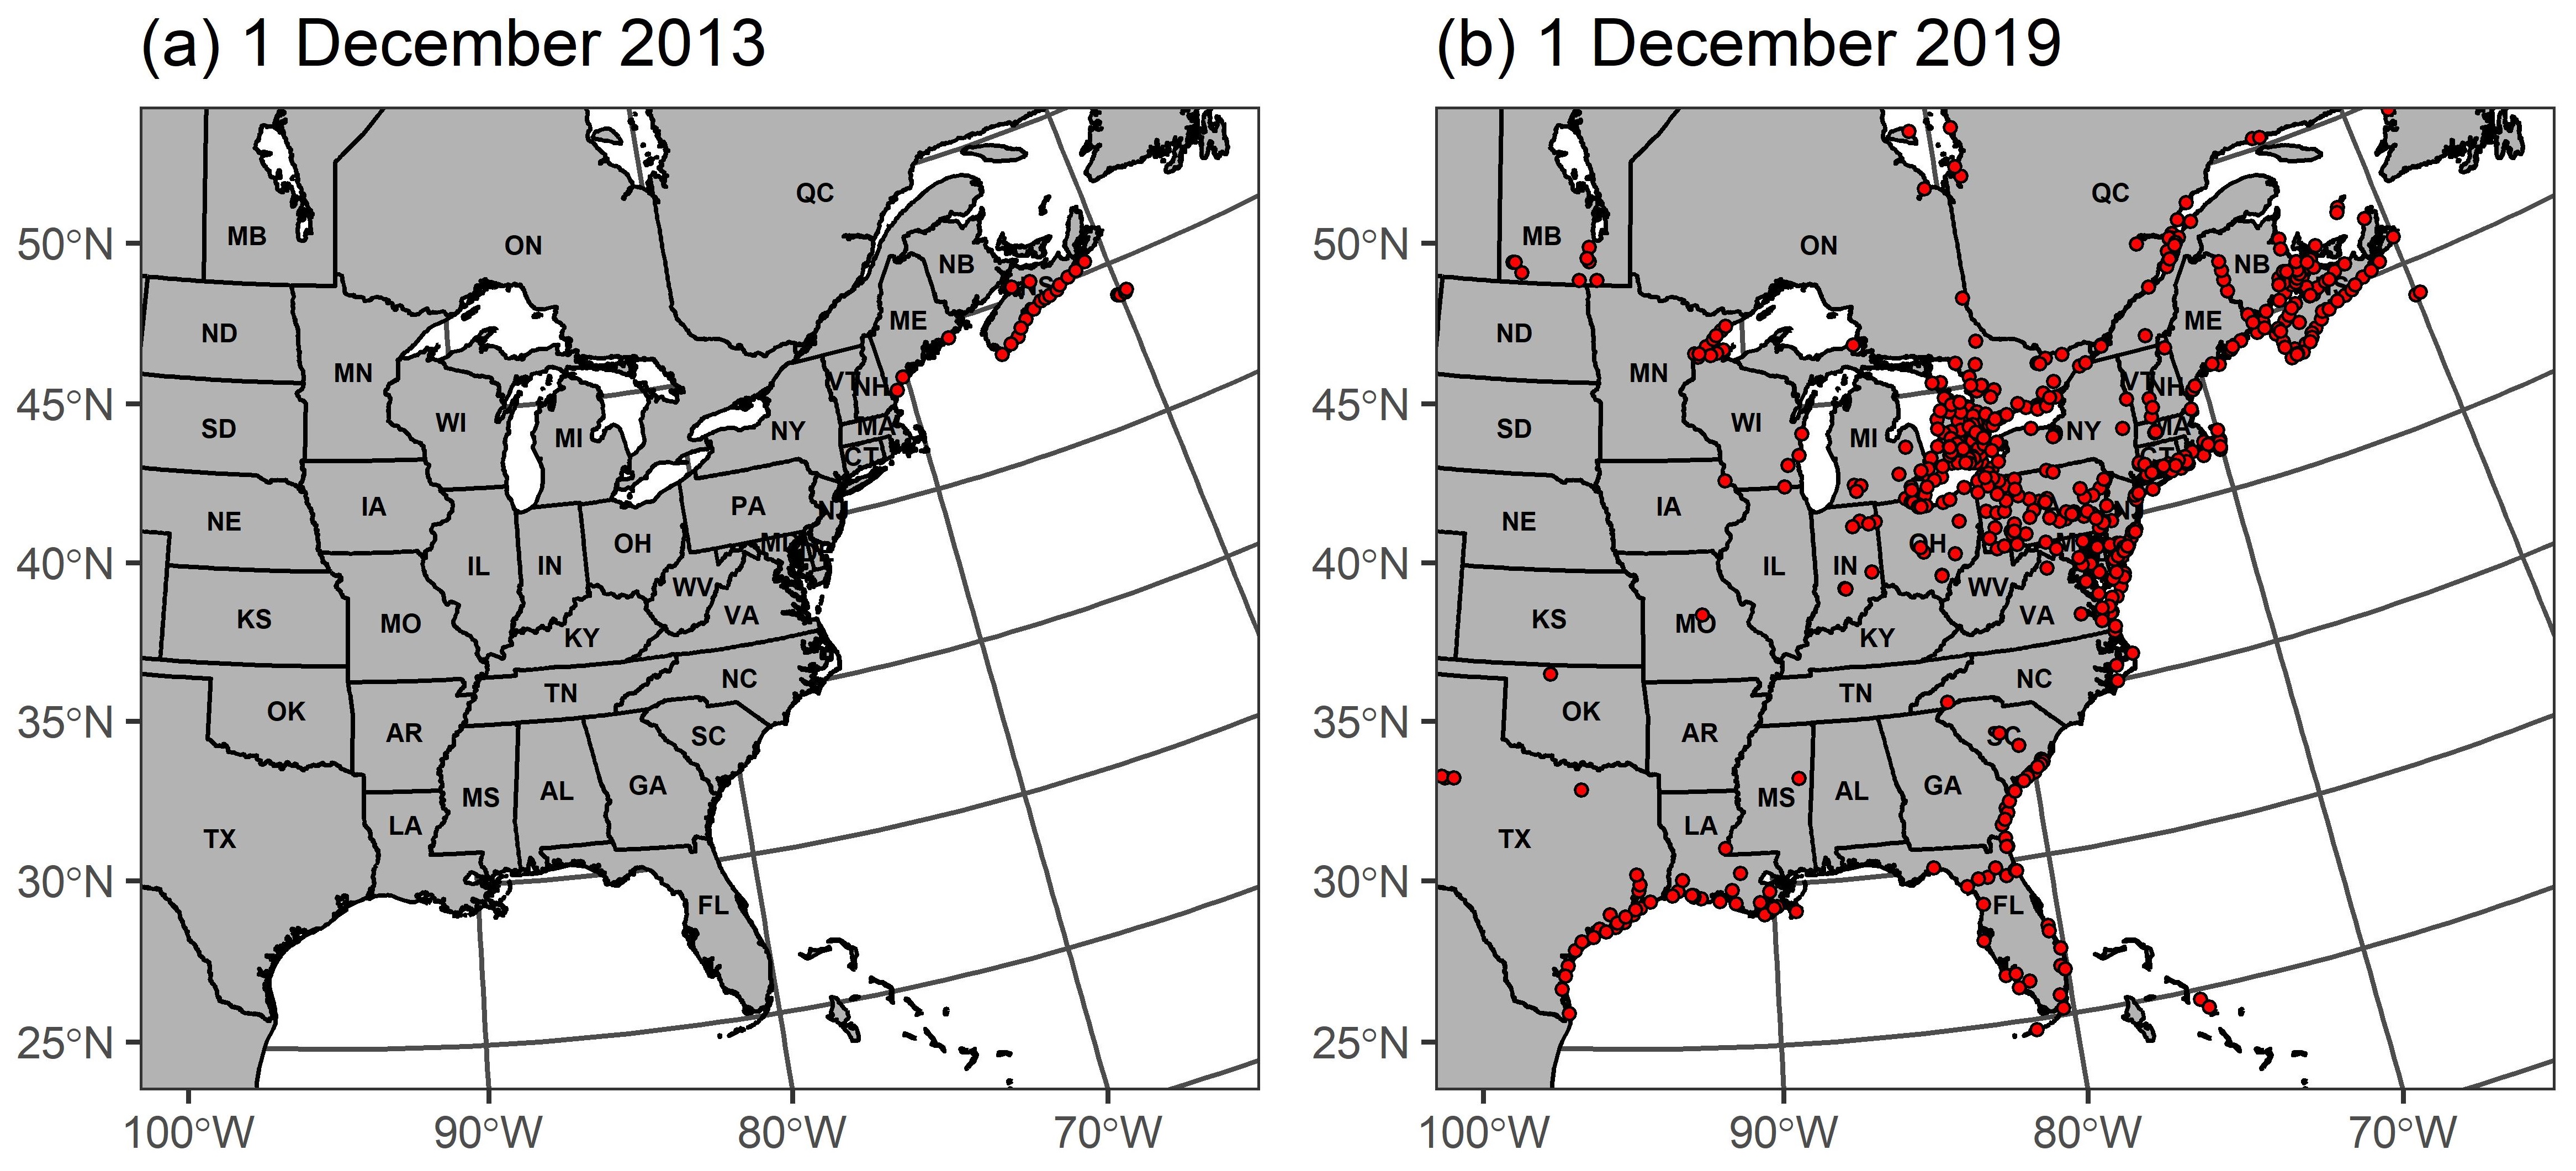 (a) 1 December 2013
50°N
45°N
40°N
35°N
30°N
25°N
100°W 90°W 80°W 70°W
MB
ON
QC
NB
NS
ND
MN
ME
SD
WI
MI
VT
NH
NY
MA
CT
NE
IA
PA
NJ
IL
IN
OH
MD
DE
KS
MO
WV
VA
KY
OK
TN
NC
AR
SC
TX
LA
MS
AL
GA
FL
(b) 1 December 2019
50°N
45°N
40°N
35°N
30°N
25°N
100°W 90°W 80°W 70°W
MB
ON
QC
NB
ND
MN
ME
SD
WI
MI
VT
NH
NY
MA
CT
NE
IA
NJ
IL
IN
OH
KS
MO
WV
VA
KY
OK
TN
NC
AR
SC
TX
LA
MS
AL
GA
FL